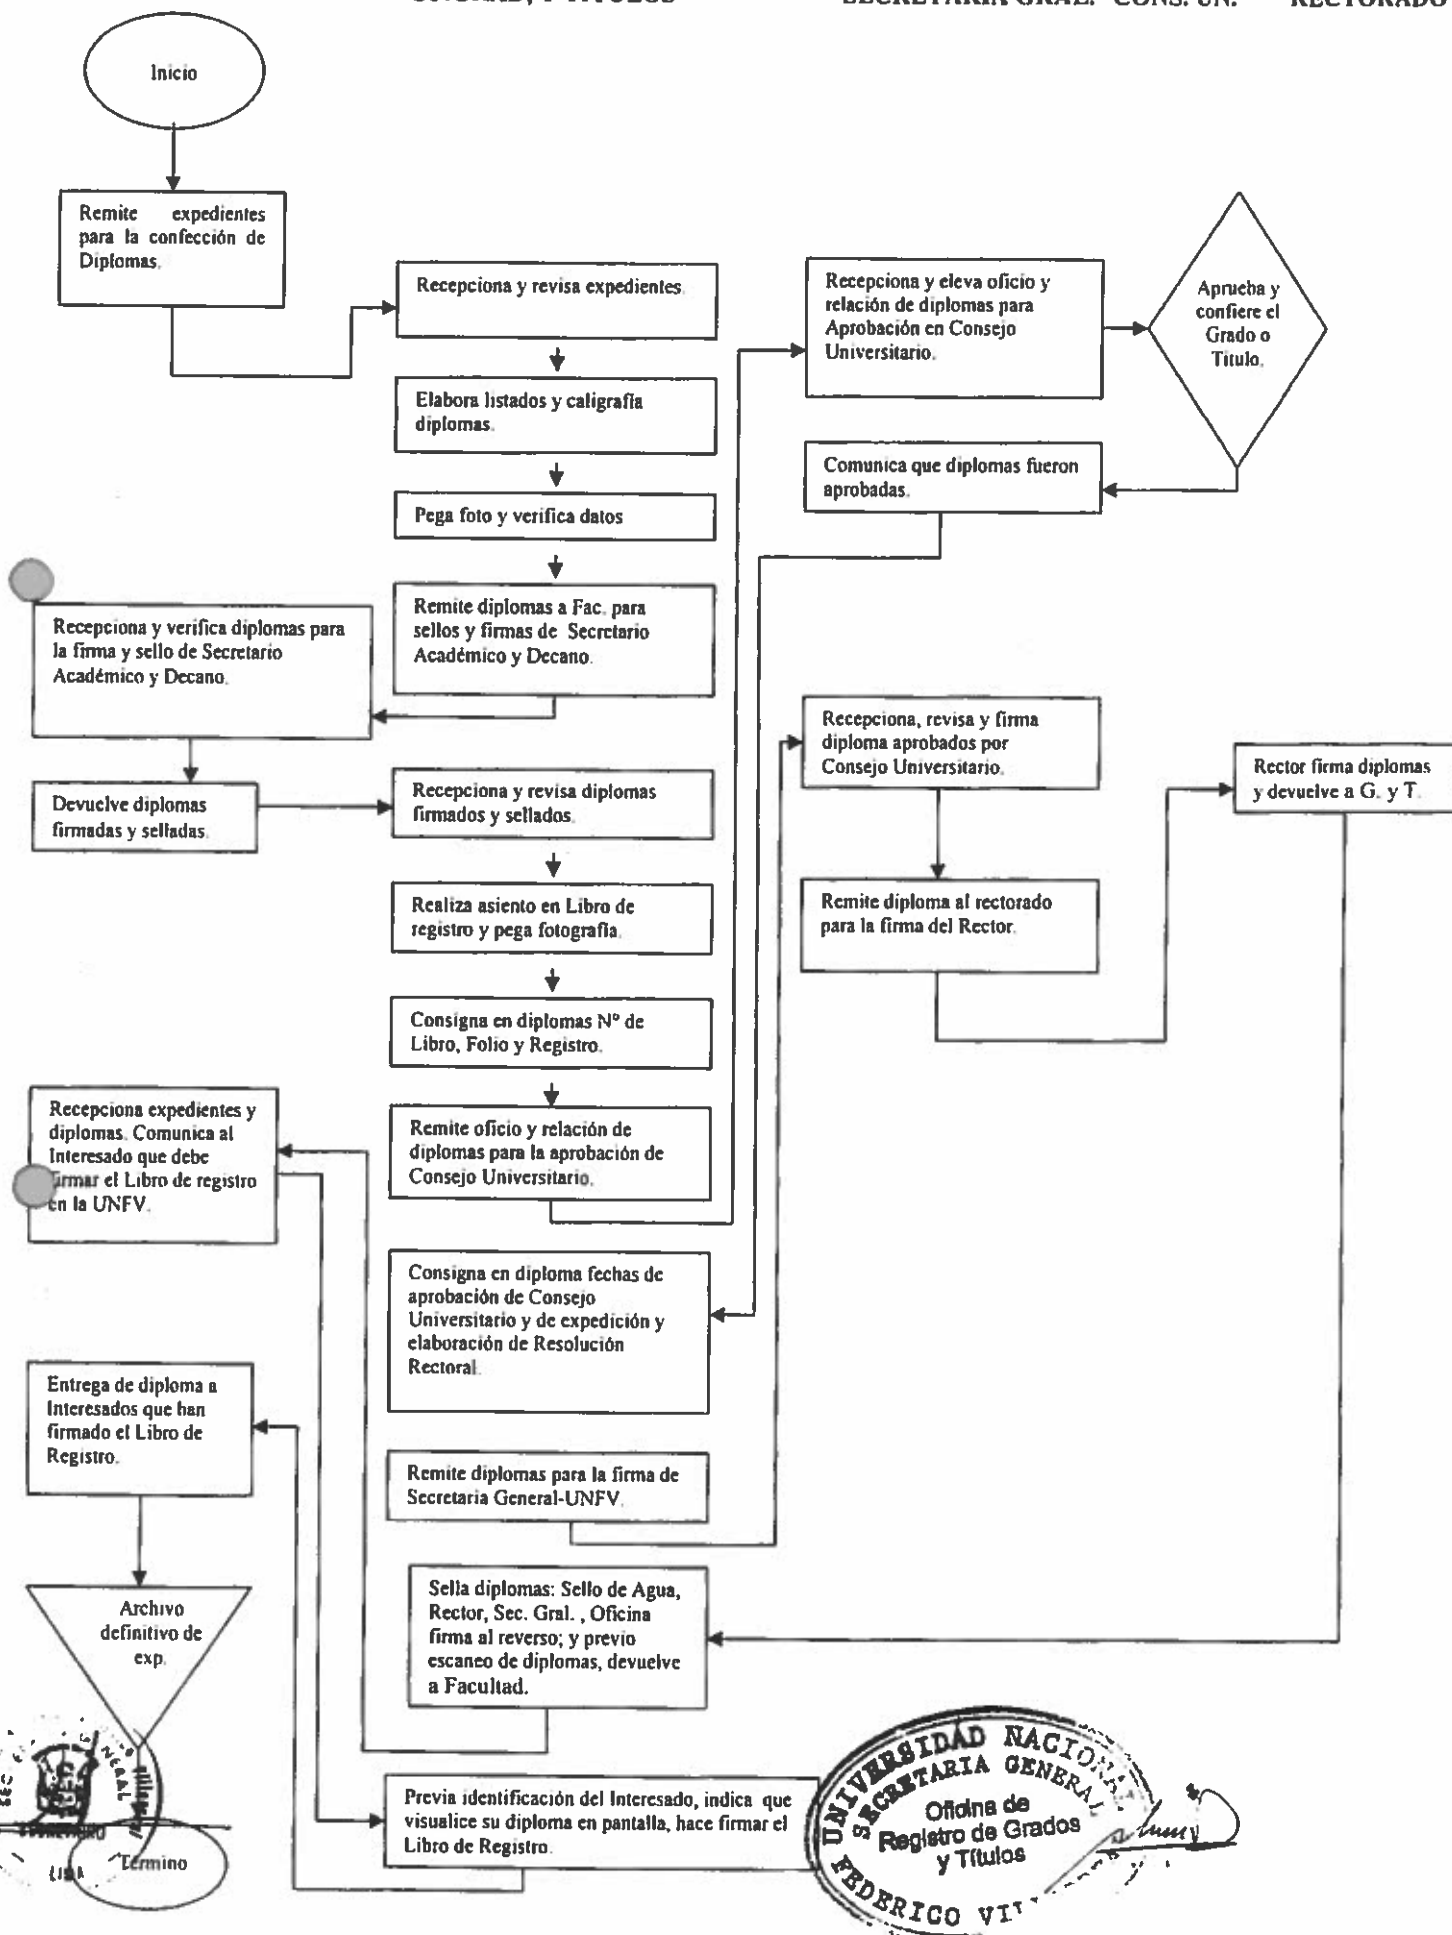 SECRETARIA GRAL. CONS. UN. RECTORADO
Inicio
Remite expedientes
para la confección de
Diplomas.
Recepciona y revisa expedientes.
Elabora listados y caligrafía
diplomas.
Pega foto y verifica datos
Remite diplomas a Fac. para
sellos y firmas de Secretario
Académico y Decano.
Recepciona y verifica diplomas para
la firma y sello de Secretario
Académico y Decano.
Devuelve diplomas
firmadas y selladas.
Recepciona y revisa diplomas
firmados y sellados.
Realiza asiento en Libro de
registro y pega fotografía.
Consigna en diplomas Nº de
Libro, Folio y Registro.
Remite oficio y relación de
diplomas para la aprobación de
Consejo Universitario.
Recepciona y eleva oficio y
relación de diplomas para
Aprobación en Consejo
Universitario.
Aprueba y
confiere el
Grado o
Titulo.
Comunica que diplomas fueron
aprobadas.
Consigna en diploma fechas de
aprobación de Consejo
Universitario y de expedición y
elaboración de Resolución
Rectoral.
Remite diplomas para la firma de
Secretaria General-UNFV.
Recepciona, revisa y firma
diploma aprobados por
Consejo Universitario.
Remite diploma al rectorado
para la firma del Rector.
Rector firma diplomas
y devuelve a G. y T.
Sella diplomas: Sello de Agua,
Rector, Sec. Gral. , Oficina
firma al reverso; y previo
escaneo de diplomas, devuelve
a Facultad.
Recepciona expedientes y
diplomas. Comunica al
Interesado que debe
firmar el Libro de registro
en la UNFV.
Previa identificación del Interesado, indica que
visualice su diploma en pantalla, hace firmar el
Libro de Registro.
Entrega de diploma a
Interesados que han
firmado el Libro de
Registro.
Archivo
definitivo de
exp.
Término
UNIVERSIDAD NACIONAL
SECRETARIA GENERAL
Oficina de
Registro de Grados
y Títulos
FEDERICO